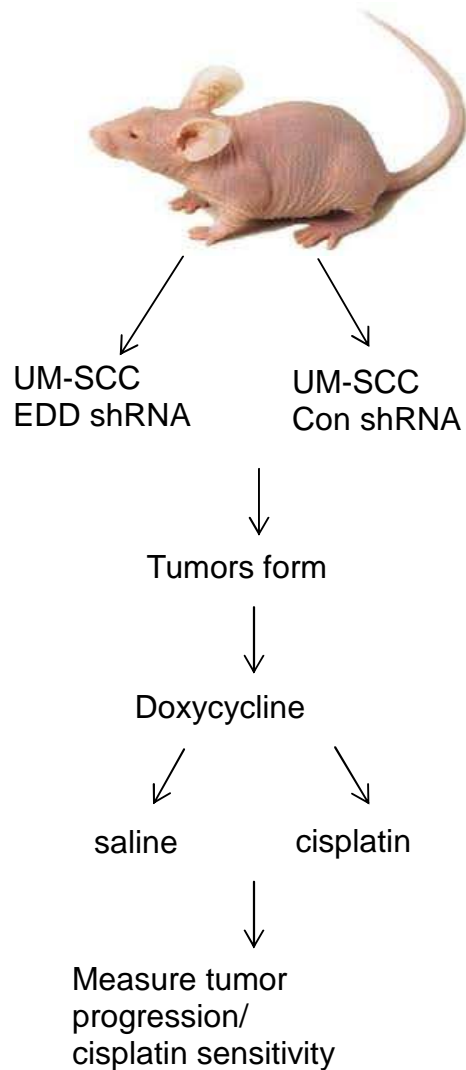 UM-SCC
EDD shRNA
UM-SCC
Con shRNA
Tumors form
Doxycycline
saline
cisplatin
Measure tumor
progression/
cisplatin sensitivity